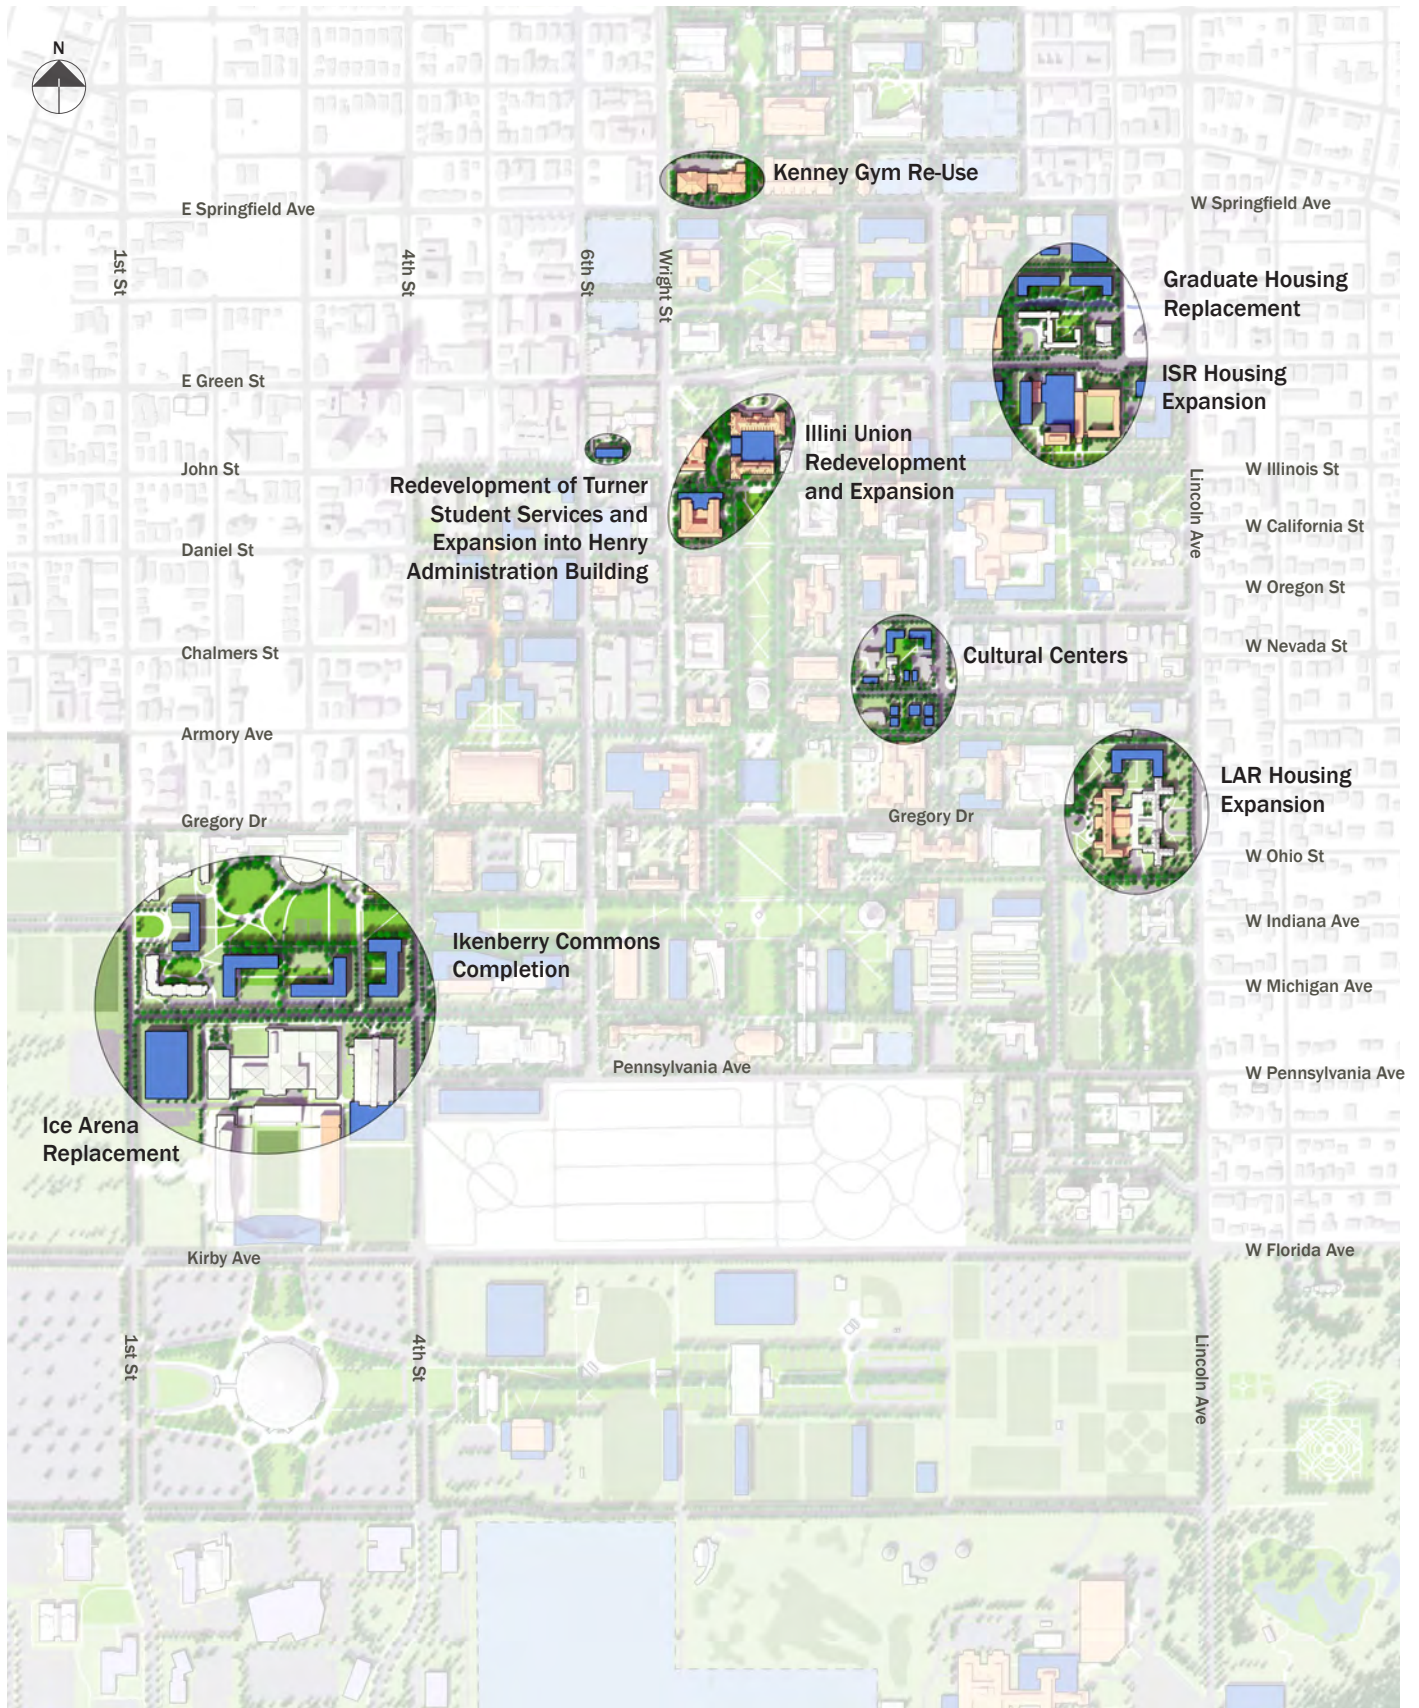 N
Kenney Gym Re-Use
E Springfield Ave
W Springfield Ave
1st St
4th St
6th St
Wright St
Graduate Housing
Replacement
E Green St
ISR Housing
Expansion
Illini Union
Redevelopment
and Expansion
John St
W Illinois St
Redevelopment of Turner
Student Services and
Expansion into Henry
Administration Building
Lincoln Ave
W California St
Daniel St
W Oregon St
Chalmers St
Cultural Centers
W Nevada St
Armory Ave
LAR Housing
Expansion
Gregory Dr
Gregory Dr
W Ohio St
Ikenberry Commons
Completion
W Indiana Ave
W Michigan Ave
Pennsylvania Ave
W Pennsylvania Ave
Ice Arena
Replacement
Kirby Ave
W Florida Ave
1st St
4th St
Lincoln Ave